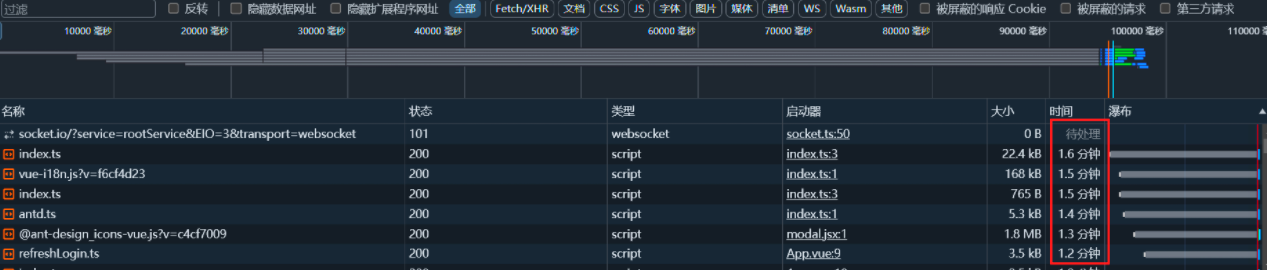 过滤 反转 隐藏数据网址 隐藏扩展程序网址 全部 Fetch/XHR 文档 CSS JS 字体 图片 媒体 清单 WS Wasm 其他 被屏蔽的响应 Cookie 被屏蔽的请求 第三方请求
10000 毫秒 20000 毫秒 30000 毫秒 40000 毫秒 50000 毫秒 60000 毫秒 70000 毫秒 80000 毫秒 90000 毫秒 100000 毫秒 110000 毫
名称 状态 类型 启动器 大小 时间 瀑布
socket.io/?service=rootService&EIO=3&transport=websocket 101 websocket socket.ts:50 0 B 待处理
index.ts 200 script index.ts:3 22.4 kB 1.6 分钟
vue-i18n.js?v=f6cf4d23 200 script index.ts:1 168 kB 1.5 分钟
index.ts 200 script index.ts:3 765 B 1.5 分钟
antd.ts 200 script index.ts:1 5.3 kB 1.4 分钟
@ant-design_icons-vue.js?v=c4cf7009 200 script modal.jsx:1 1.8 MB 1.3 分钟
refreshLogin.ts 200 script App.vue:9 3.5 kB 1.2 分钟